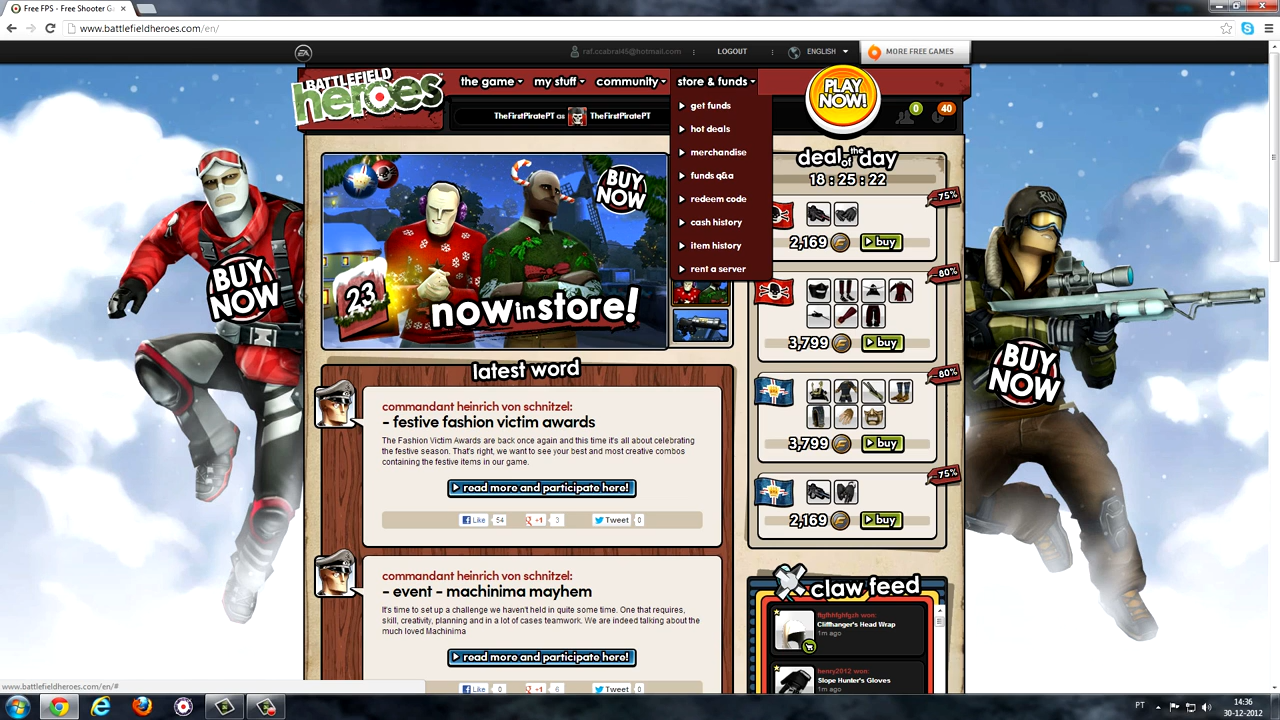 Free FPS - Free Shooter Ga
www.battlefieldheroes.com/en/
EA
raf.ccabral45@hotmail.com
LOGOUT
ENGLISH
MORE FREE GAMES
BATTLEFIELD
heroes
the game
my stuff
community
store & funds
PLAY
NOW!
TheFirstPiratePT as
TheFirstPiratePT
0
40
get funds
hot deals
merchandise
funds q&a
redeem code
cash history
item history
rent a server
BUY
NOW
23
now in store!
BUY
NOW
BUY
NOW
deal of the day
18 : 25 : 22
-75%
2,169
buy
-80%
3,799
buy
-80%
3,799
buy
-75%
2,169
buy
latest word
commandant heinrich von schnitzel:
- festive fashion victim awards
The Fashion Victim Awards are back once again and this time it's all about celebrating
the festive season. That's right, we want to see your best and most creative combos
containing the festive items in our game.
read more and participate here!
Like 54 +1 3 Tweet 0
commandant heinrich von schnitzel:
- event - machinima mayhem
It's time to set up a challenge we haven't held in quite some time. One that requires,
skill, creativity, planning and in a lot of cases teamwork. We are indeed talking about the
much loved Machinima
read more and participate here!
Like 0 +1 6 Tweet 0
claw feed
Cliffhanger's Head Wrap
1m ago
henry2012 won:
Slope Hunter's Gloves
1m ago
www.battlefieldheroes.com/en/#
PT
14:36
30-12-2012